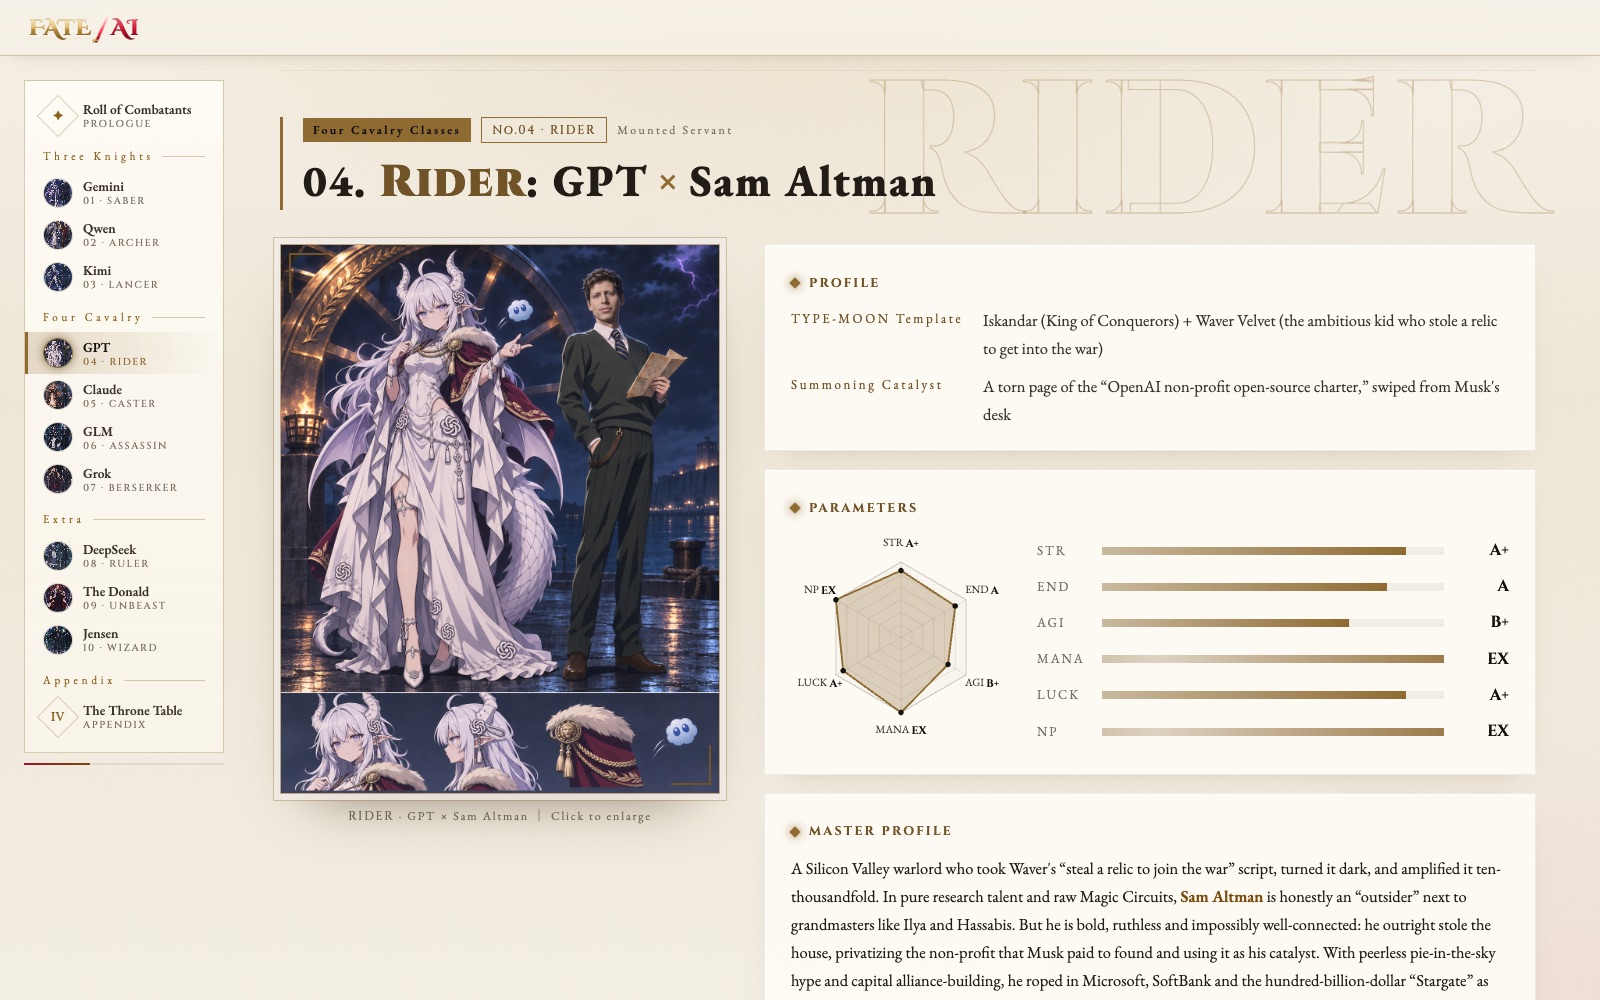 FATE/AI
Roll of Combatants
PROLOGUE
Three Knights
Gemini
01 · SABER
Qwen
02 · ARCHER
Kimi
03 · LANCER
Four Cavalry
GPT
04 · RIDER
Claude
05 · CASTER
GLM
06 · ASSASSIN
Grok
07 · BERSERKER
Extra
DeepSeek
08 · RULER
The Donald
09 · UNBEAST
Jensen
10 · WIZARD
Appendix
IV
The Throne Table
APPENDIX
RIDER
Four Cavalry Classes
NO.04 · RIDER
Mounted Servant
04. RIDER: GPT × Sam Altman
RIDER · GPT × Sam Altman | Click to enlarge
PROFILE
TYPE-MOON Template
Iskandar (King of Conquerors) + Waver Velvet (the ambitious kid who stole a relic
to get into the war)
Summoning Catalyst
A torn page of the “OpenAI non-profit open-source charter,” swiped from Musk's
desk
PARAMETERS
STR A+
END A
AGI B+
MANA EX
LUCK A+
NP EX
STR A+
END A
AGI B+
MANA EX
LUCK A+
NP EX
MASTER PROFILE
A Silicon Valley warlord who took Waver's “steal a relic to join the war” script, turned it dark, and amplified it ten-
thousandfold. In pure research talent and raw Magic Circuits, Sam Altman is honestly an “outsider” next to
grandmasters like Ilya and Hassabis. But he is bold, ruthless and impossibly well-connected: he outright stole the
house, privatizing the non-profit that Musk paid to found and using it as his catalyst. With peerless pie-in-the-sky
hype and capital alliance-building, he roped in Microsoft, SoftBank and the hundred-billion-dollar “Stargate” as